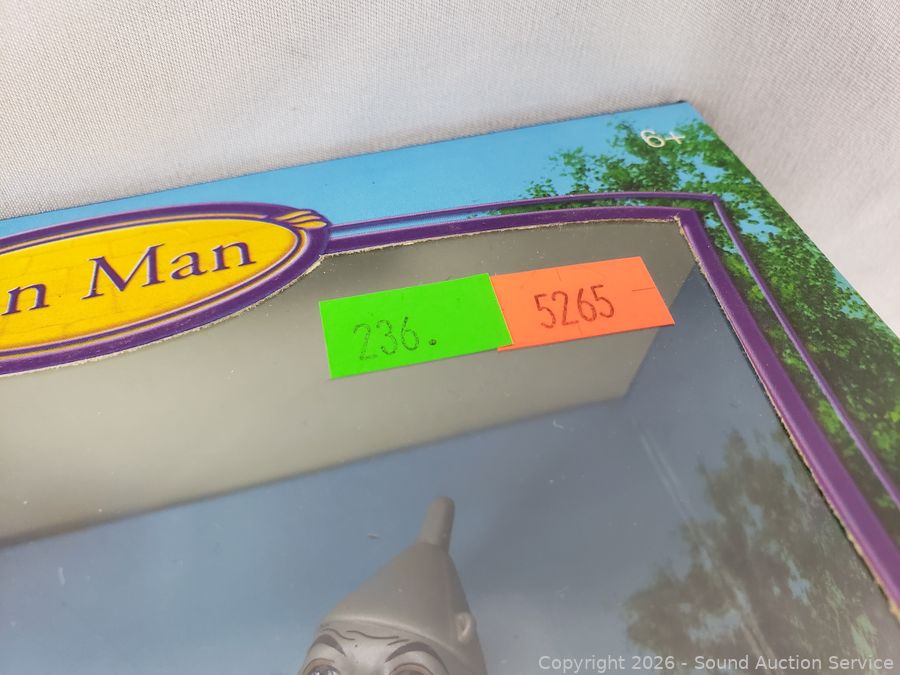 6+
n Man
236.
5265
Copyright 2026 - Sound Auction Service